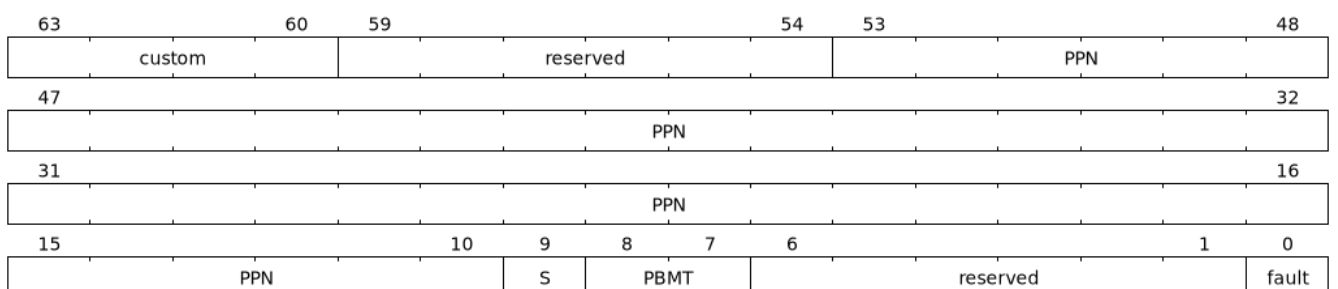 63 60 59 54 53 48
custom reserved PPN
47 32
PPN
31 16
PPN
15 10 9 8 7 6 1 0
PPN S PBMT reserved fault